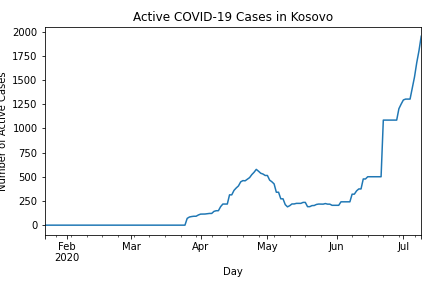 Active COVID-19 Cases in Kosovo
Number of Active Cases
2000
1750
1500
1250
1000
750
500
250
0
Feb Mar Apr May Jun Jul
2020
Day